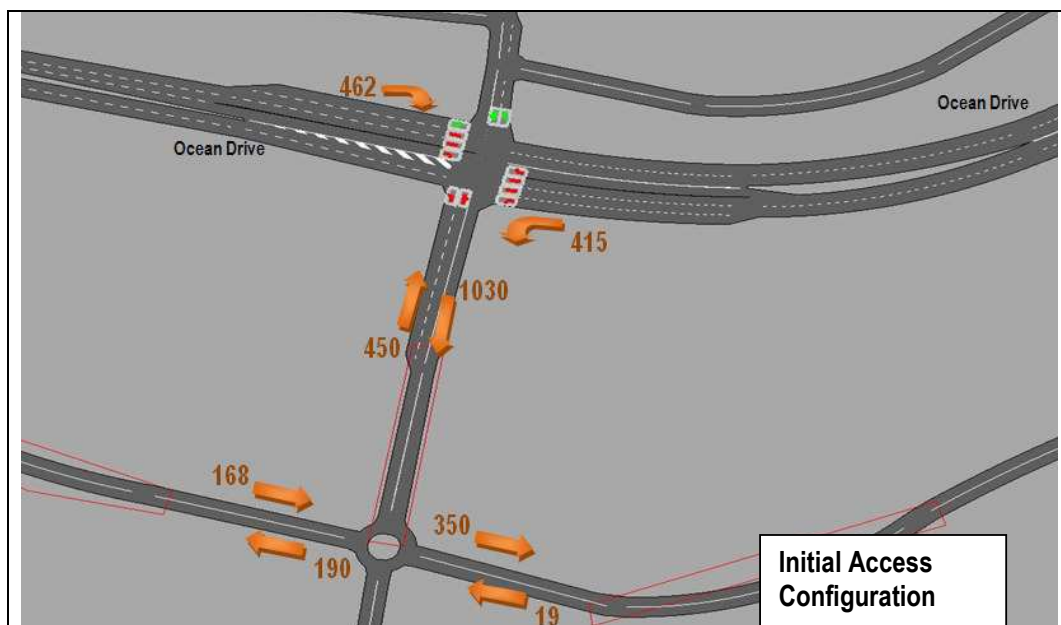 462
Ocean Drive
Ocean Drive
415
1030
450
168
350
190
19
Initial Access
Configuration